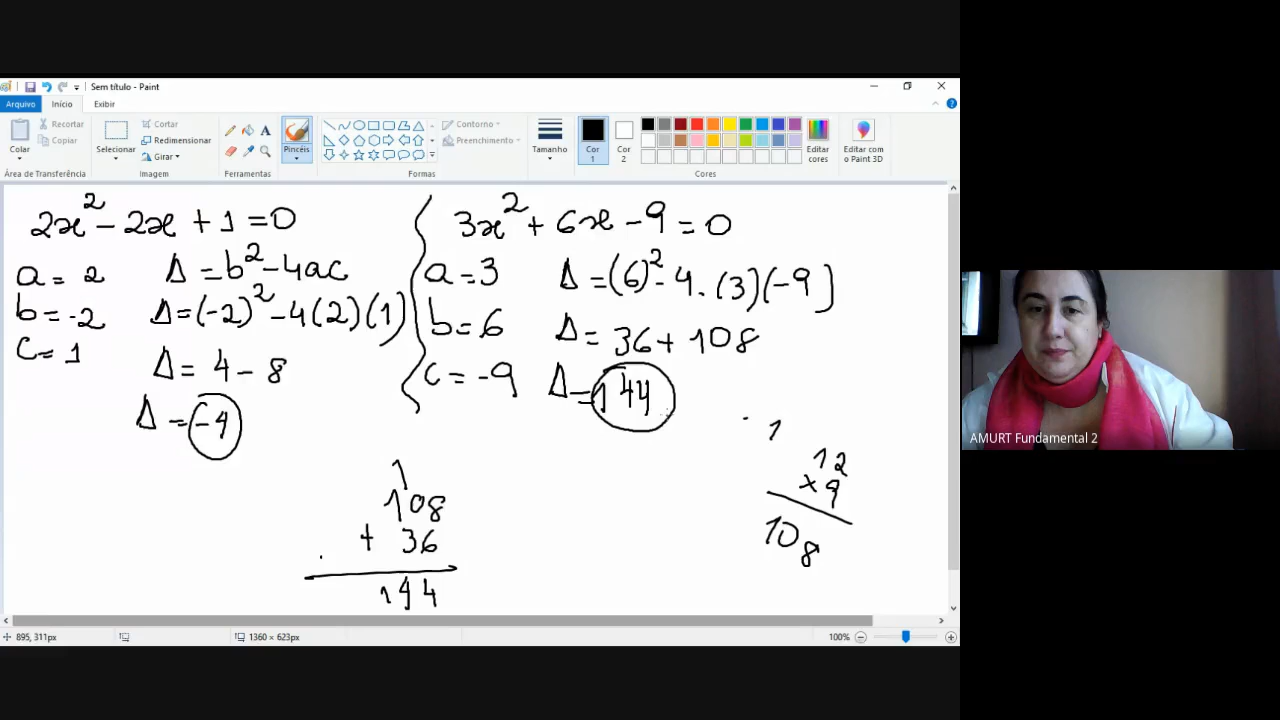 Sem título - Paint
Arquivo Início Exibir
Colar
Recortar
Copiar
Área de Transferência
Selecionar
Cortar
Redimensionar
Girar
Imagem
A
Ferramentas
Pincéis
Contorno
Preenchimento
Formas
Tamanho
Cor 1
Cor 2
Editar cores
Cores
Editar com o Paint 3D
2x² - 2x + 1 = 0
a = 2
b = -2
c = 1
Δ = b² - 4ac
Δ = (-2)² - 4(2)(1)
Δ = 4 - 8
Δ = -4
3x² + 6x - 9 = 0
a = 3
b = 6
c = -9
Δ = (6)² - 4 . (3)(-9)
Δ = 36 + 108
Δ = 144
1
108
+ 36
144
1
12
x 9
108
AMURT Fundamental 2
895, 311px
1360 × 623px
100%